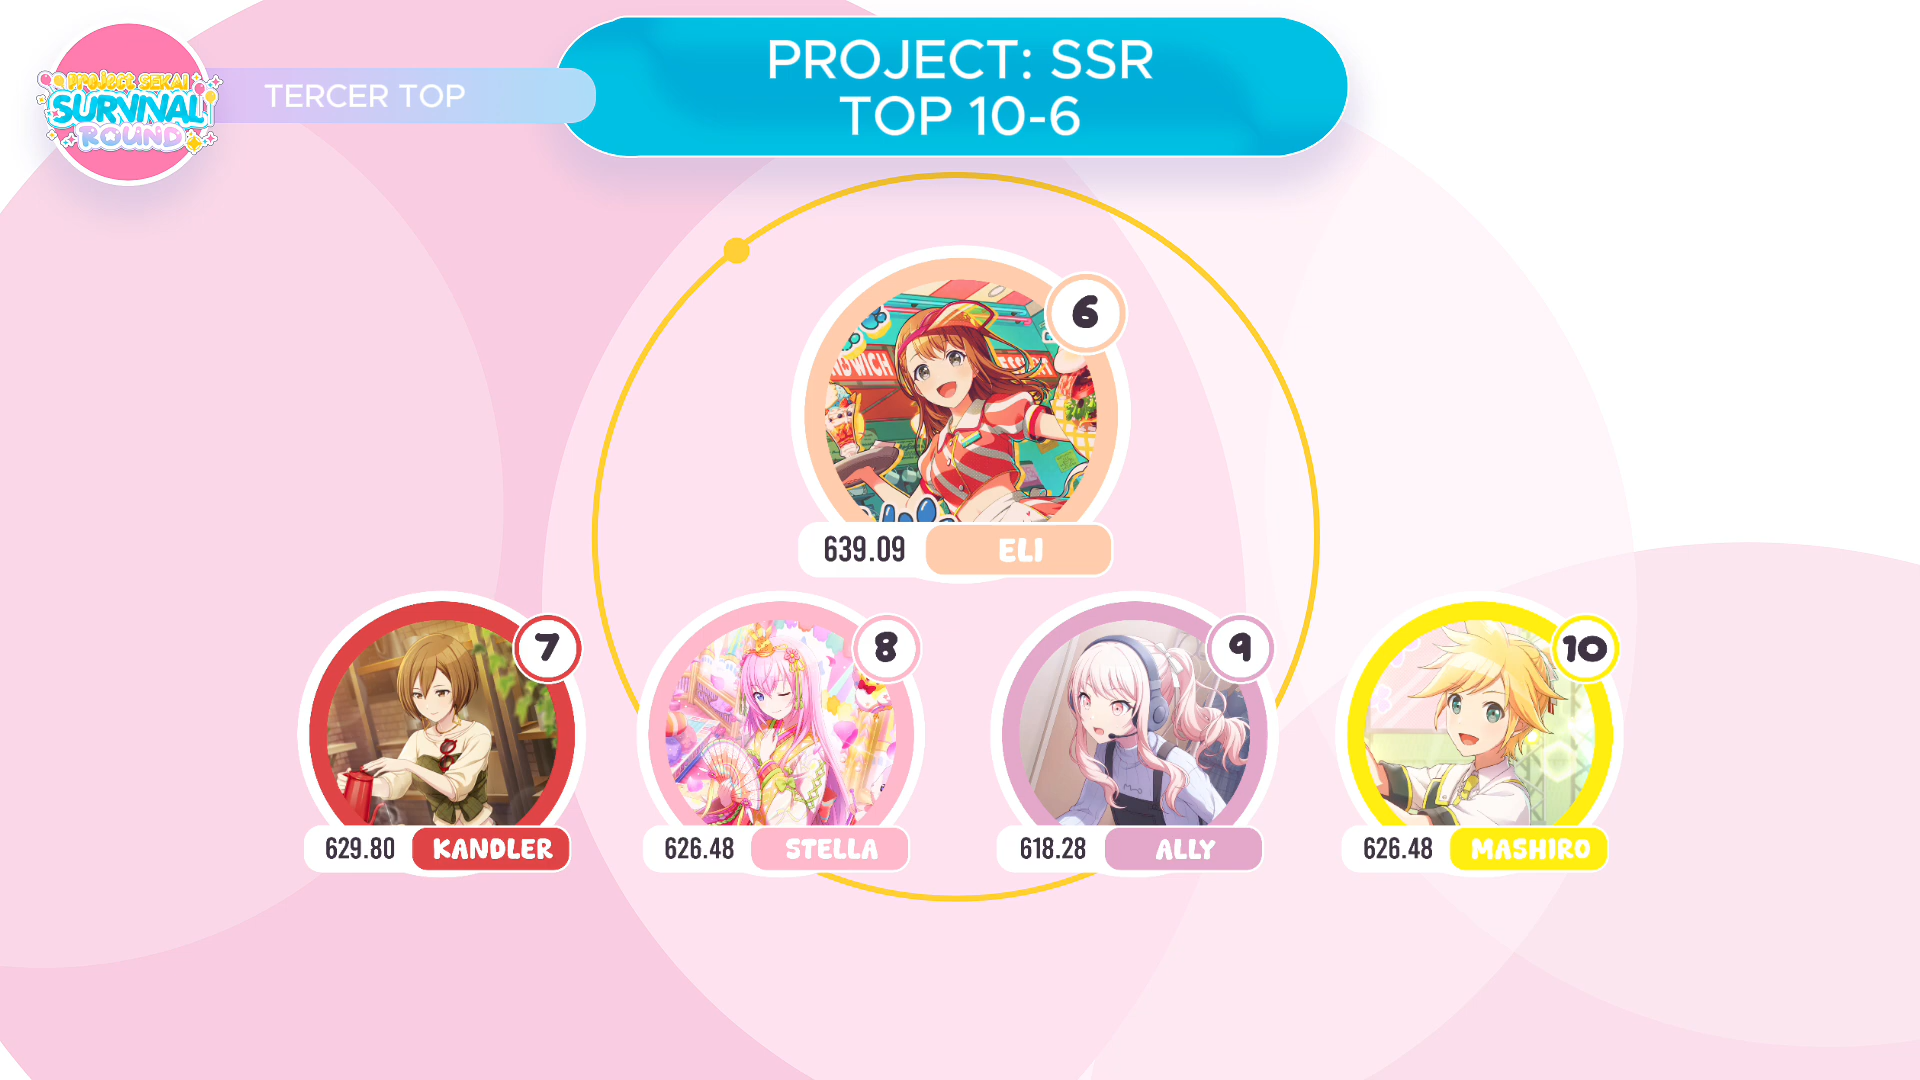 PROJECT SEKAI
SURVIVAL
ROUND
TERCER TOP
PROJECT: SSR
TOP 10-6
6
639.09
ELI
7
629.80
KANDLER
8
626.48
STELLA
9
618.28
ALLY
10
626.48
MASHIRO